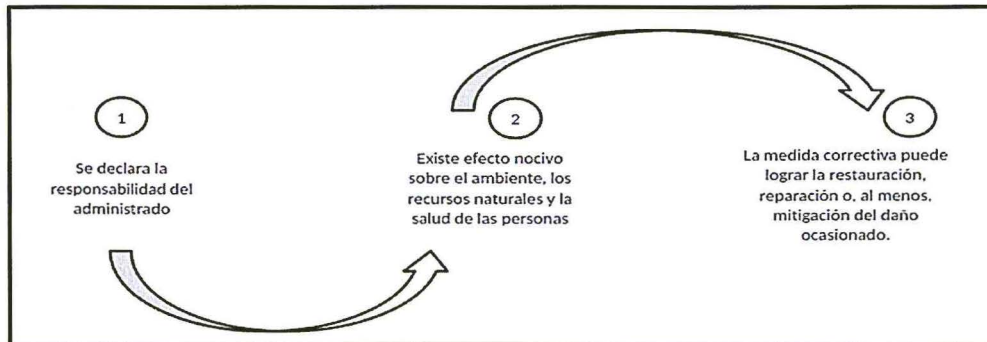 1
Se declara la
responsabilidad del
administrado
2
Existe efecto nocivo
sobre el ambiente, los
recursos naturales y la
salud de las personas
3
La medida correctiva puede
lograr la restauración,
reparación o, al menos,
mitigación del daño
ocasionado.